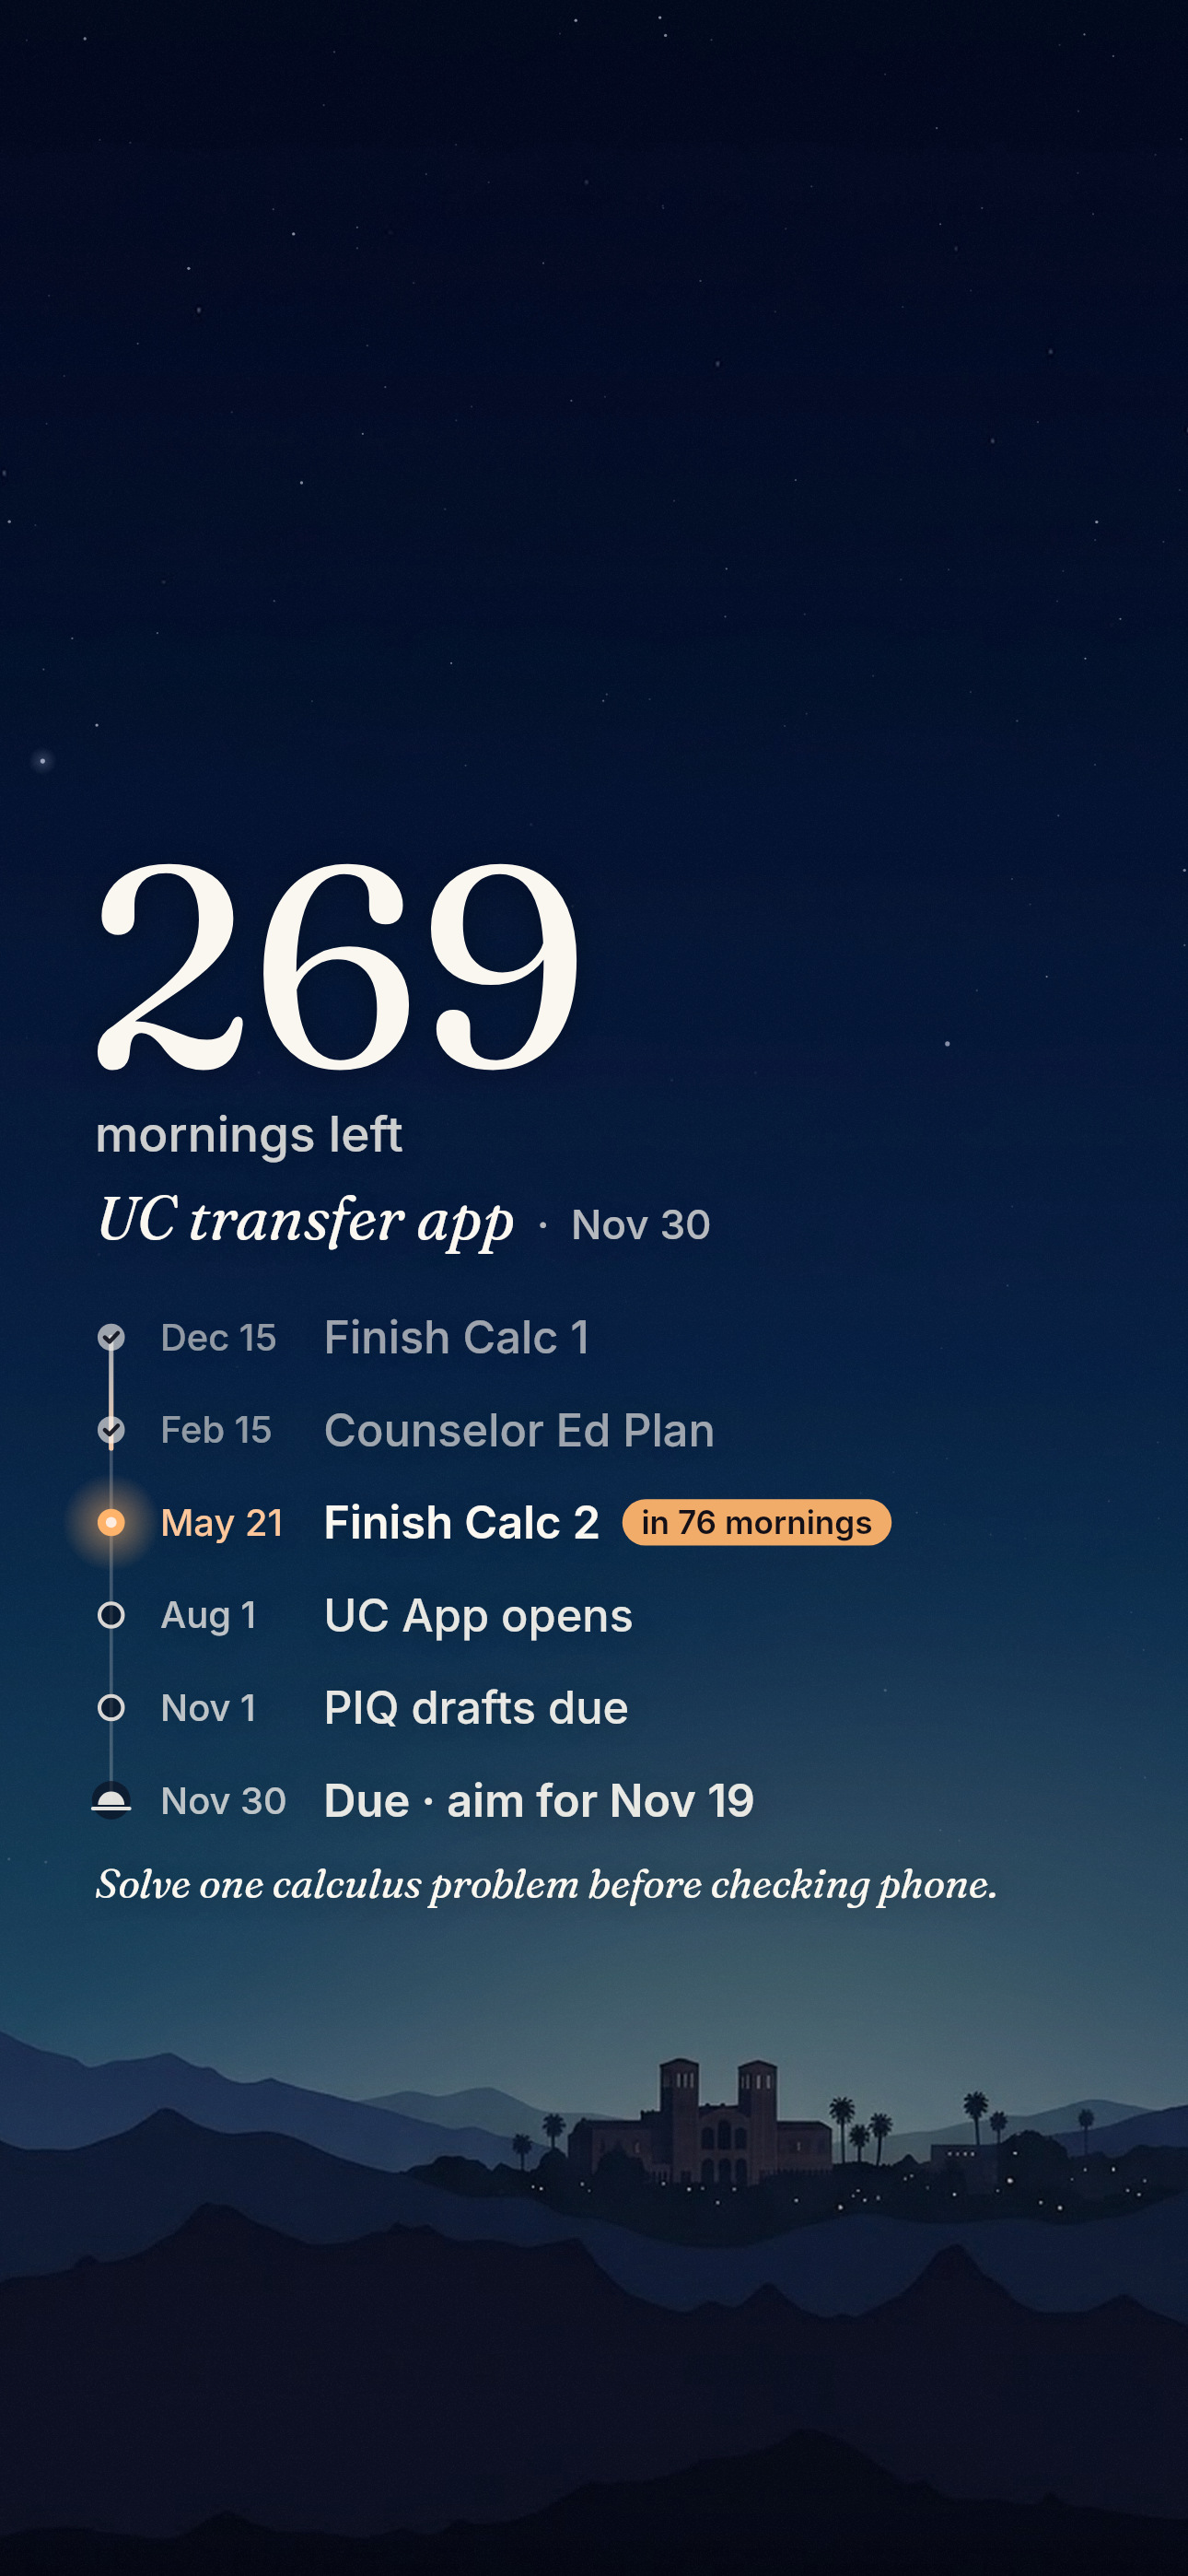 269
mornings left
UC transfer app · Nov 30
Dec 15 Finish Calc 1
Feb 15 Counselor Ed Plan
May 21 Finish Calc 2 in 76 mornings
Aug 1 UC App opens
Nov 1 PIQ drafts due
Nov 30 Due · aim for Nov 19
Solve one calculus problem before checking phone.